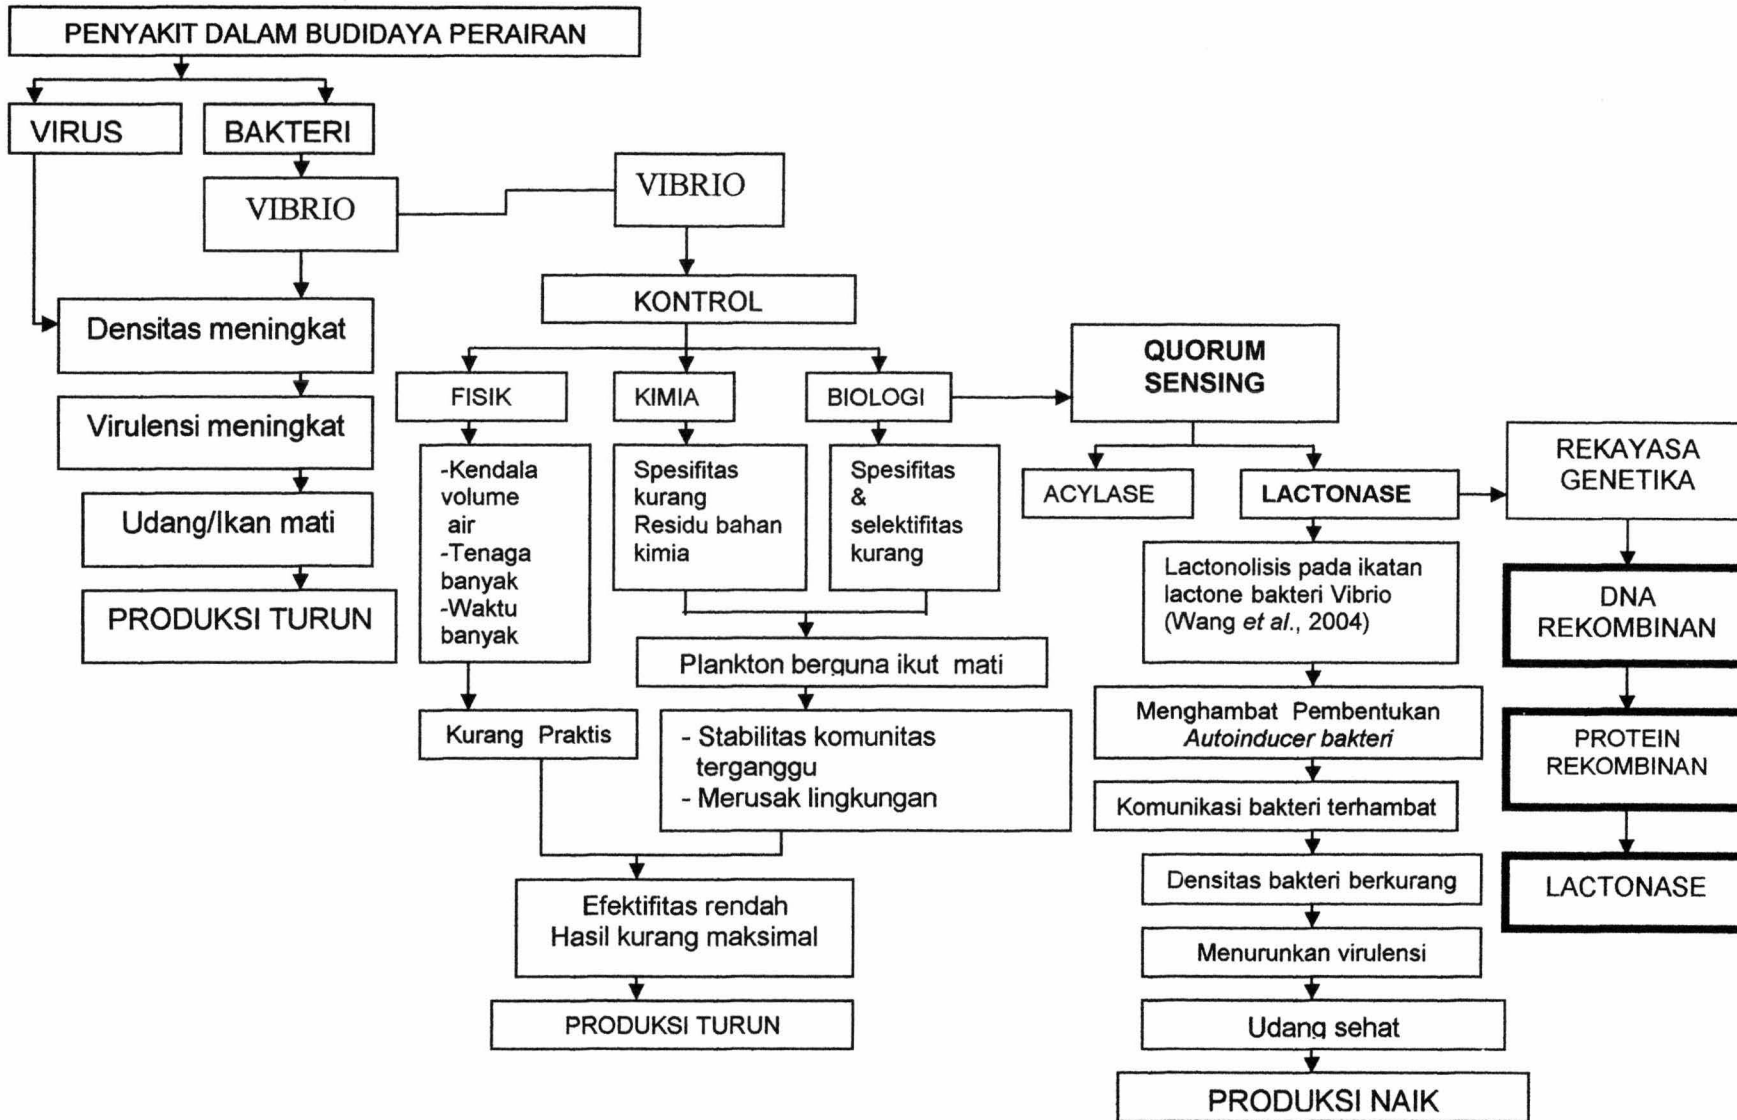 PENYAKIT DALAM BUDIDAYA PERAIRAN
VIRUS
BAKTERI
VIBRIO
VIBRIO
KONTROL
Densitas meningkat
Virulensi meningkat
Udang/Ikan mati
PRODUKSI TURUN
FISIK
KIMIA
BIOLOGI
-Kendala
volume
air
-Tenaga
banyak
-Waktu
banyak
Spesifitas
kurang
Residu bahan
kimia
Spesifitas
&
selektifitas
kurang
Plankton berguna ikut mati
Kurang Praktis
- Stabilitas komunitas
terganggu
- Merusak lingkungan
Efektifitas rendah
Hasil kurang maksimal
PRODUKSI TURUN
QUORUM
SENSING
ACYLASE
LACTONASE
Lactonolisis pada ikatan
lactone bakteri Vibrio
(Wang et al., 2004)
Menghambat Pembentukan
Autoinducer bakteri
Komunikasi bakteri terhambat
Densitas bakteri berkurang
Menurunkan virulensi
Udang sehat
PRODUKSI NAIK
REKAYASA
GENETIKA
DNA
REKOMBINAN
PROTEIN
REKOMBINAN
LACTONASE